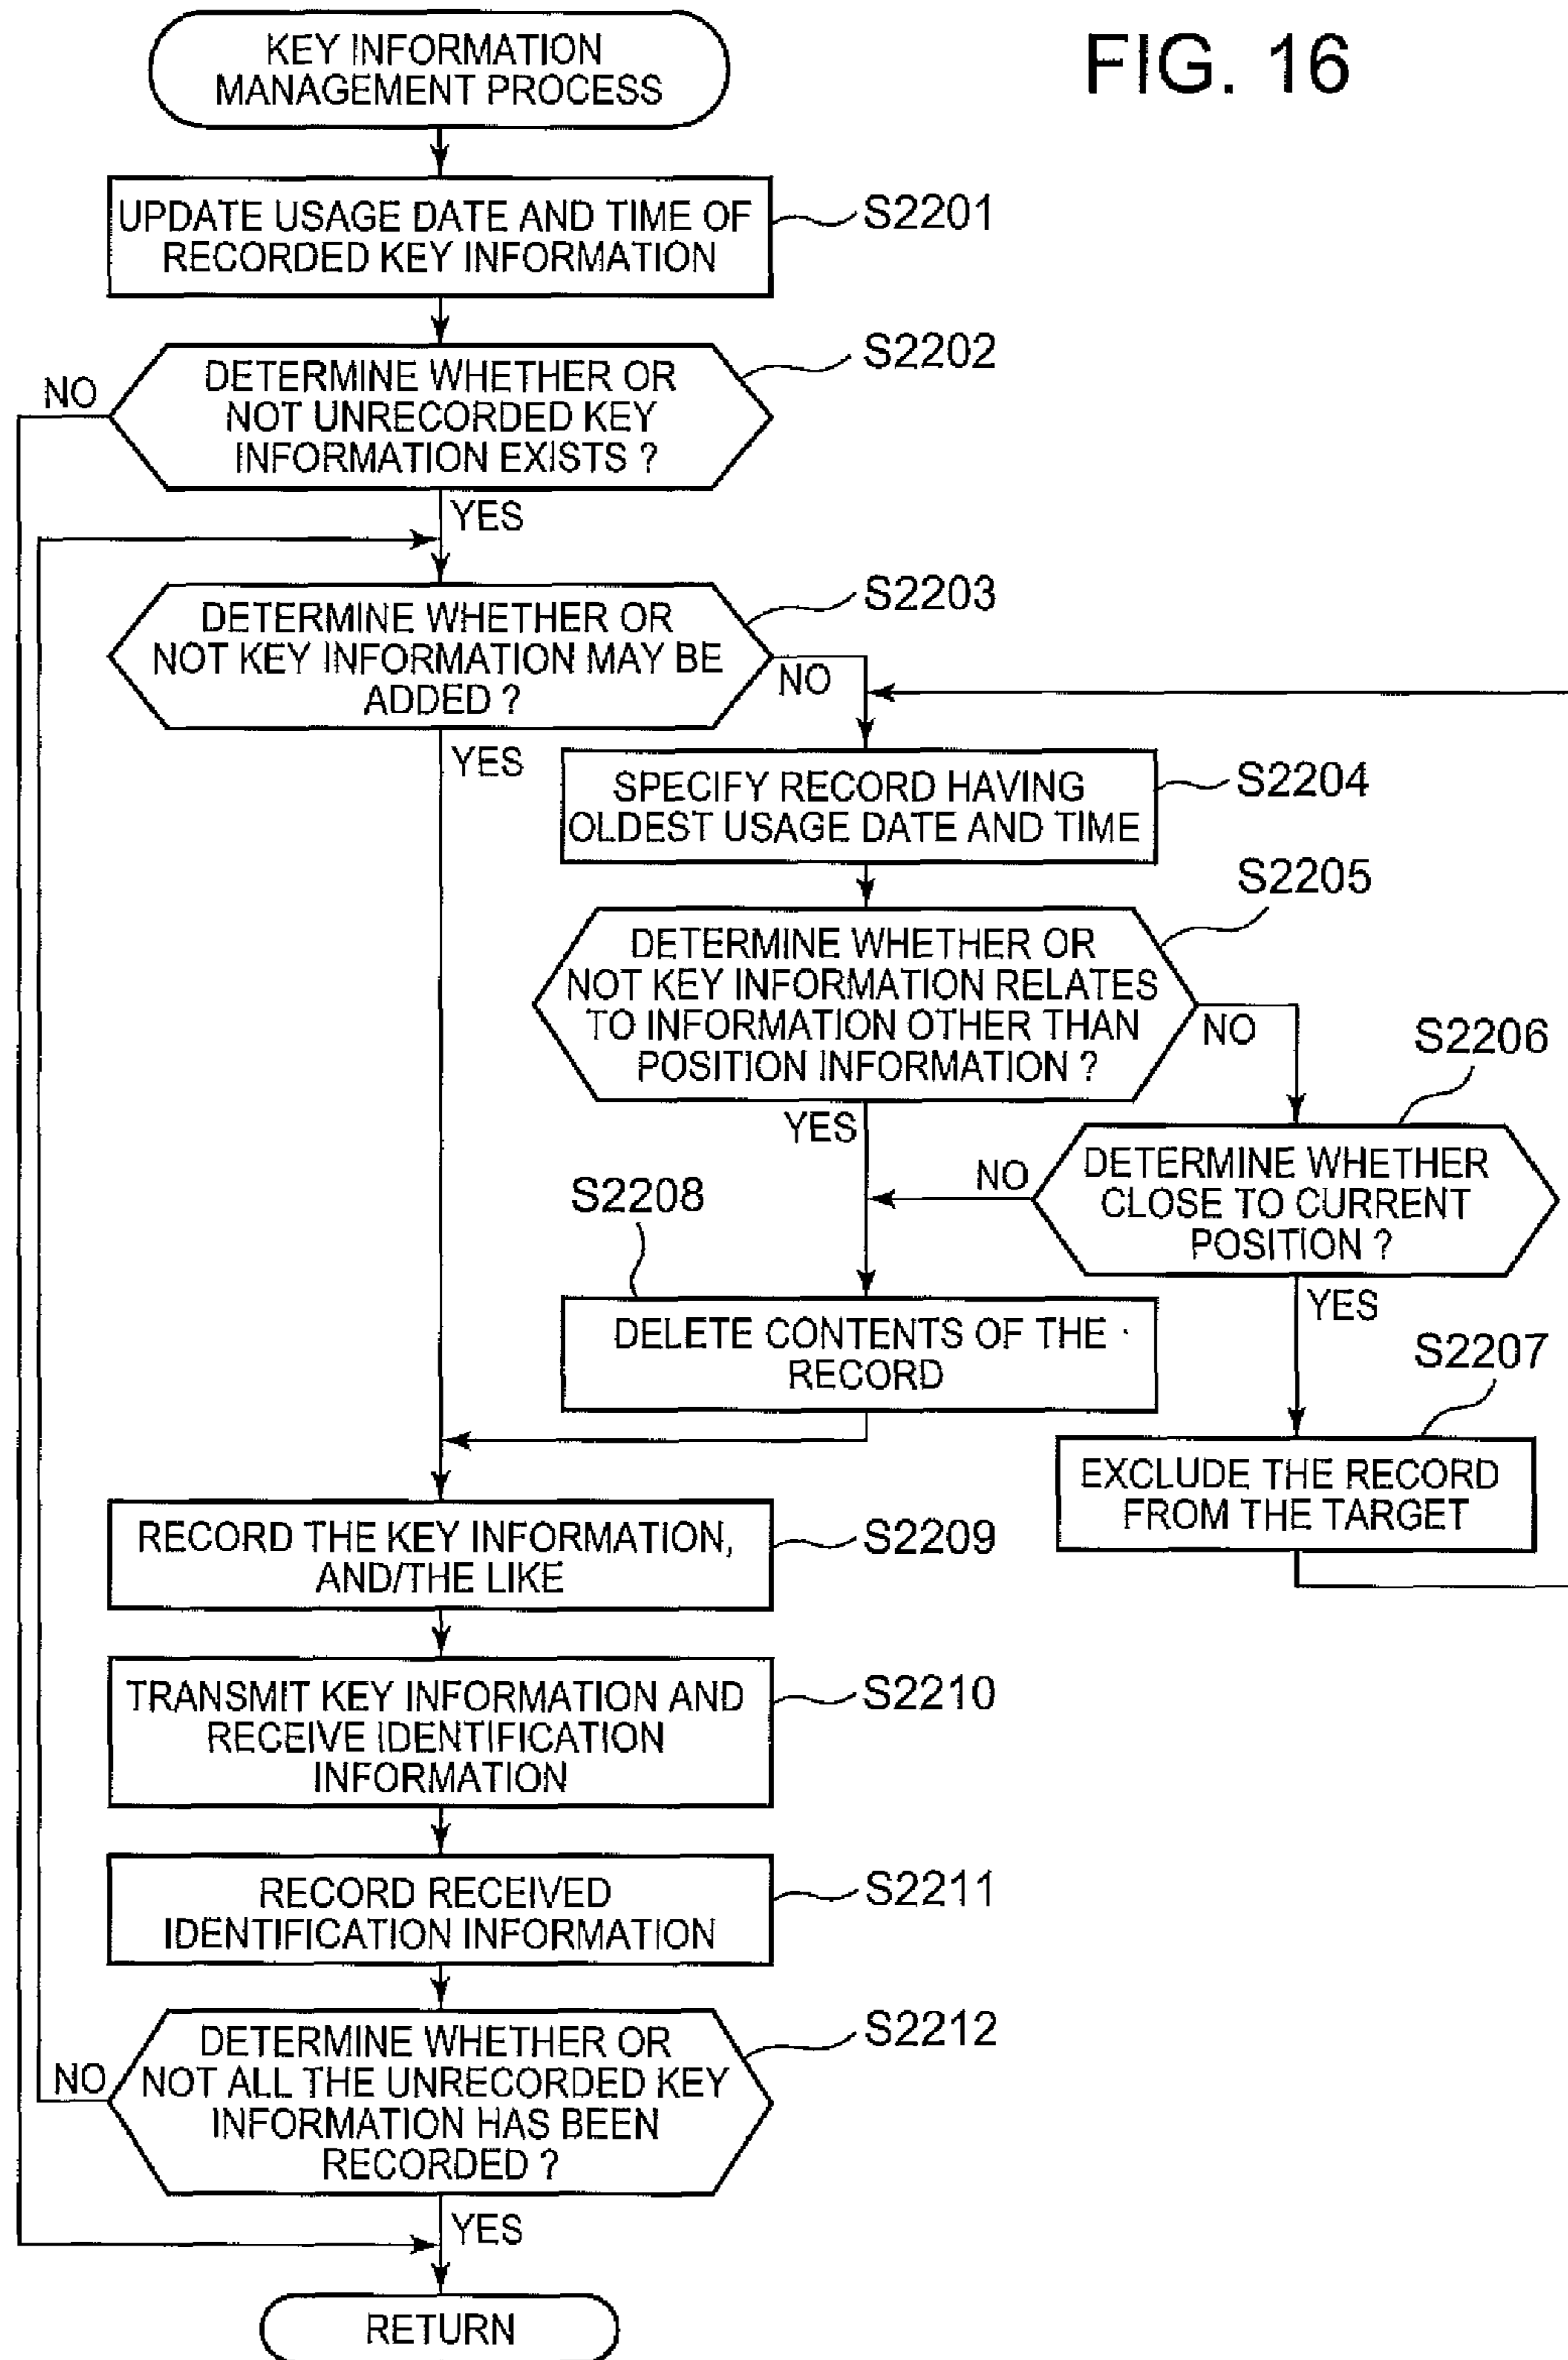 FIG. 16
KEY INFORMATION
MANAGEMENT PROCESS
UPDATE USAGE DATE AND TIME OF
RECORDED KEY INFORMATION
S2201
DETERMINE WHETHER OR
NOT UNRECORDED KEY
INFORMATION EXISTS ?
S2202
NO
YES
DETERMINE WHETHER OR
NOT KEY INFORMATION MAY BE
ADDED ?
S2203
NO
YES
SPECIFY RECORD HAVING
OLDEST USAGE DATE AND TIME
S2204
DETERMINE WHETHER OR
NOT KEY INFORMATION RELATES
TO INFORMATION OTHER THAN
POSITION INFORMATION ?
S2205
NO
YES
DETERMINE WHETHER
CLOSE TO CURRENT
POSITION ?
S2206
NO
YES
EXCLUDE THE RECORD
FROM THE TARGET
S2207
DELETE CONTENTS OF THE
RECORD
S2208
RECORD THE KEY INFORMATION,
AND/THE LIKE
S2209
TRANSMIT KEY INFORMATION AND
RECEIVE IDENTIFICATION
INFORMATION
S2210
RECORD RECEIVED
IDENTIFICATION INFORMATION
S2211
DETERMINE WHETHER OR
NOT ALL THE UNRECORDED KEY
INFORMATION HAS BEEN
RECORDED ?
S2212
NO
YES
RETURN